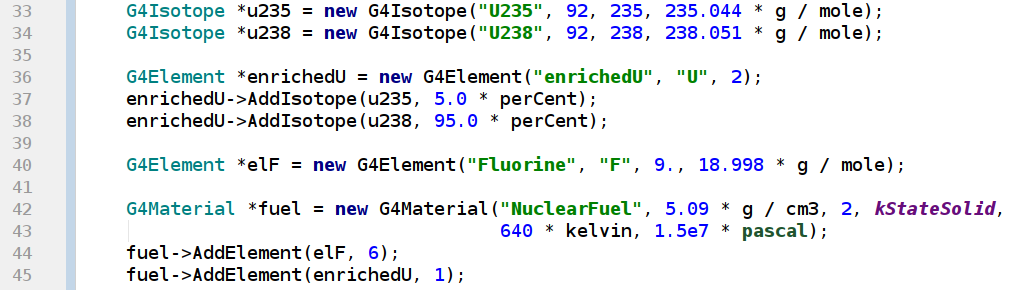 33 G4Isotope *u235 = new G4Isotope("U235", 92, 235, 235.044 * g / mole);
34 G4Isotope *u238 = new G4Isotope("U238", 92, 238, 238.051 * g / mole);
35
36 G4Element *enrichedU = new G4Element("enrichedU", "U", 2);
37 enrichedU->AddIsotope(u235, 5.0 * perCent);
38 enrichedU->AddIsotope(u238, 95.0 * perCent);
39
40 G4Element *elF = new G4Element("Fluorine", "F", 9., 18.998 * g / mole);
41
42 G4Material *fuel = new G4Material("NuclearFuel", 5.09 * g / cm3, 2, kStateSolid,
43 640 * kelvin, 1.5e7 * pascal);
44 fuel->AddElement(elF, 6);
45 fuel->AddElement(enrichedU, 1);